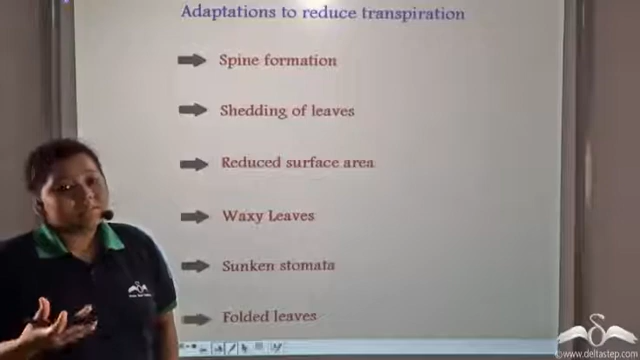 Adaptations to reduce transpiration
Spine formation
Shedding of leaves
Reduced surface area
Waxy Leaves
Sunken stomata
Folded leaves
©www.deltastep.com